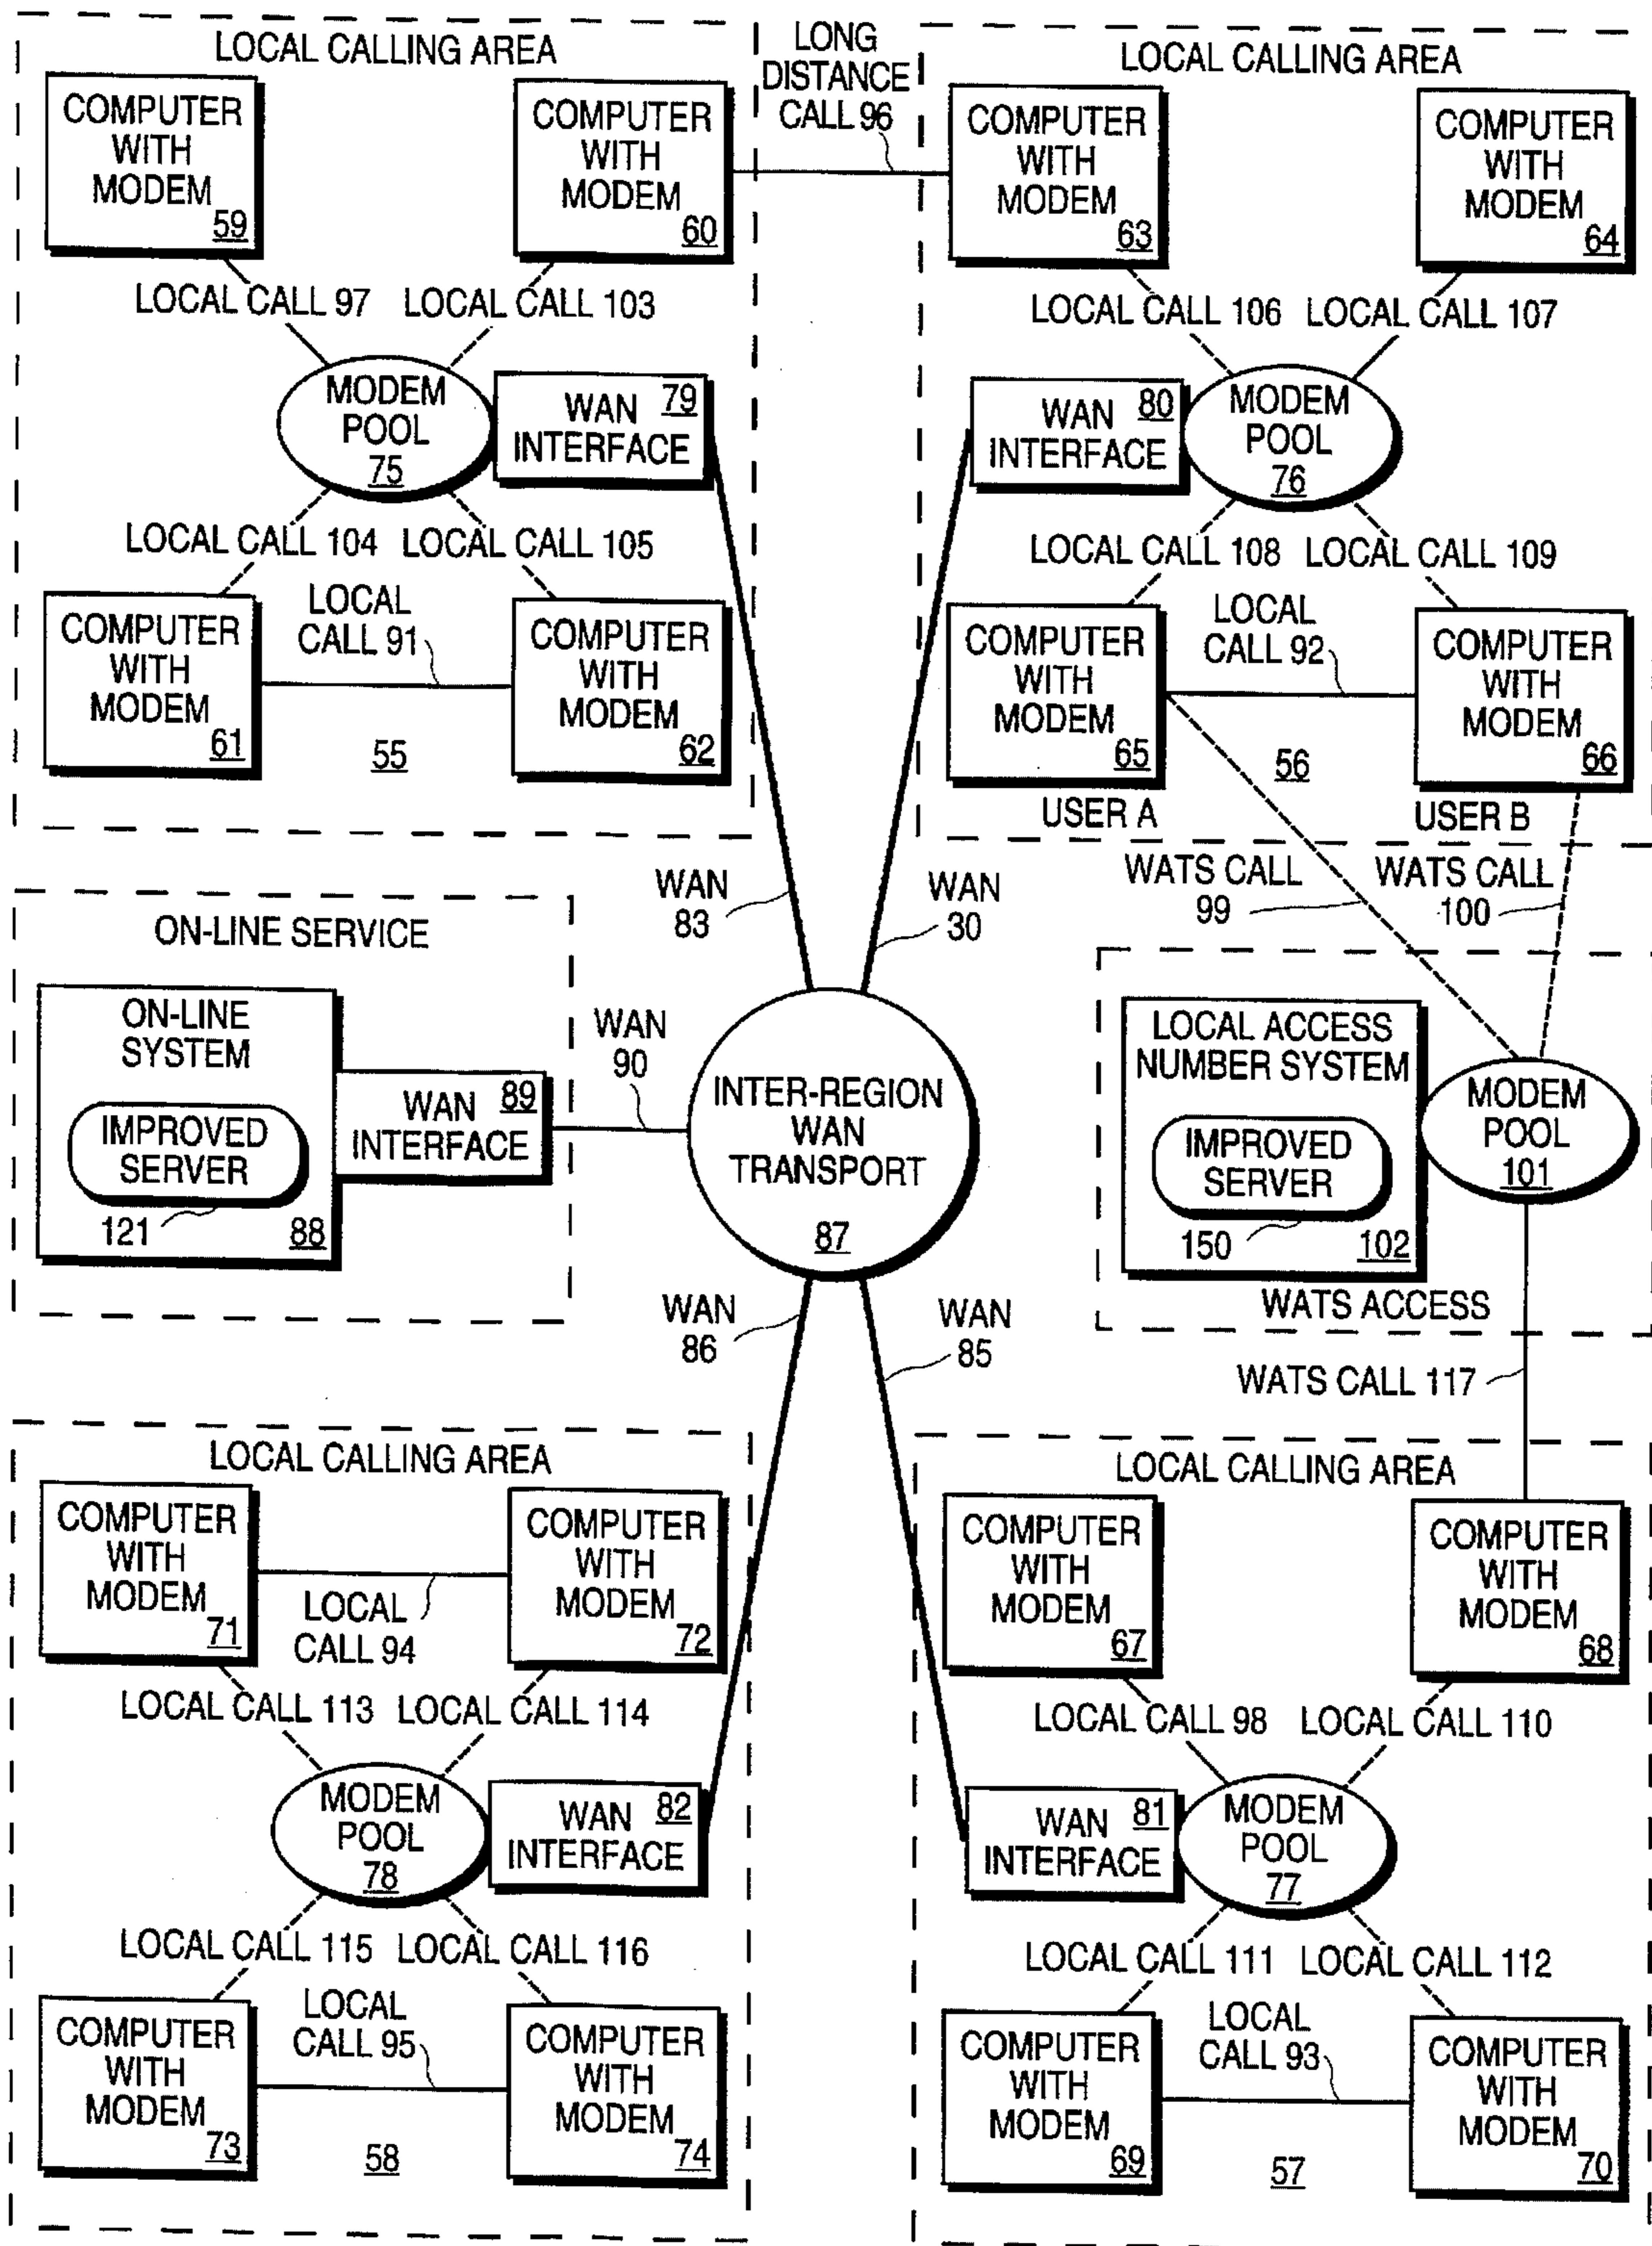 LOCAL CALLING AREA
COMPUTER
WITH
MODEM
59
COMPUTER
WITH
MODEM
60
LOCAL CALL 97
LOCAL CALL 103
MODEM
POOL
75
WAN 79
INTERFACE
LOCAL CALL 104
LOCAL CALL 105
COMPUTER
WITH
MODEM
61
LOCAL
CALL 91
COMPUTER
WITH
MODEM
62
55
LONG
DISTANCE
CALL 96
LOCAL CALLING AREA
COMPUTER
WITH
MODEM
63
COMPUTER
WITH
MODEM
64
LOCAL CALL 106
LOCAL CALL 107
WAN 80
INTERFACE
MODEM
POOL
76
LOCAL CALL 108
LOCAL CALL 109
COMPUTER
WITH
MODEM
65
LOCAL
CALL 92
COMPUTER
WITH
MODEM
66
56
USER A
USER B
WAN
83
WAN
30
WATS CALL
99
WATS CALL
100
ON-LINE SERVICE
ON-LINE
SYSTEM
IMPROVED
SERVER
121
88
WAN 89
INTERFACE
WAN
90
INTER-REGION
WAN
TRANSPORT
87
LOCAL ACCESS
NUMBER SYSTEM
IMPROVED
SERVER
150
102
MODEM
POOL
101
WATS ACCESS
WAN
86
WAN
85
WATS CALL 117
LOCAL CALLING AREA
COMPUTER
WITH
MODEM
71
LOCAL
CALL 94
COMPUTER
WITH
MODEM
72
LOCAL CALL 113
LOCAL CALL 114
MODEM
POOL
78
WAN 82
INTERFACE
LOCAL CALL 115
LOCAL CALL 116
COMPUTER
WITH
MODEM
73
LOCAL
CALL 95
COMPUTER
WITH
MODEM
74
58
LOCAL CALLING AREA
COMPUTER
WITH
MODEM
67
COMPUTER
WITH
MODEM
68
LOCAL CALL 98
LOCAL CALL 110
WAN 81
INTERFACE
MODEM
POOL
77
LOCAL CALL 111
LOCAL CALL 112
COMPUTER
WITH
MODEM
69
LOCAL
CALL 93
COMPUTER
WITH
MODEM
70
57